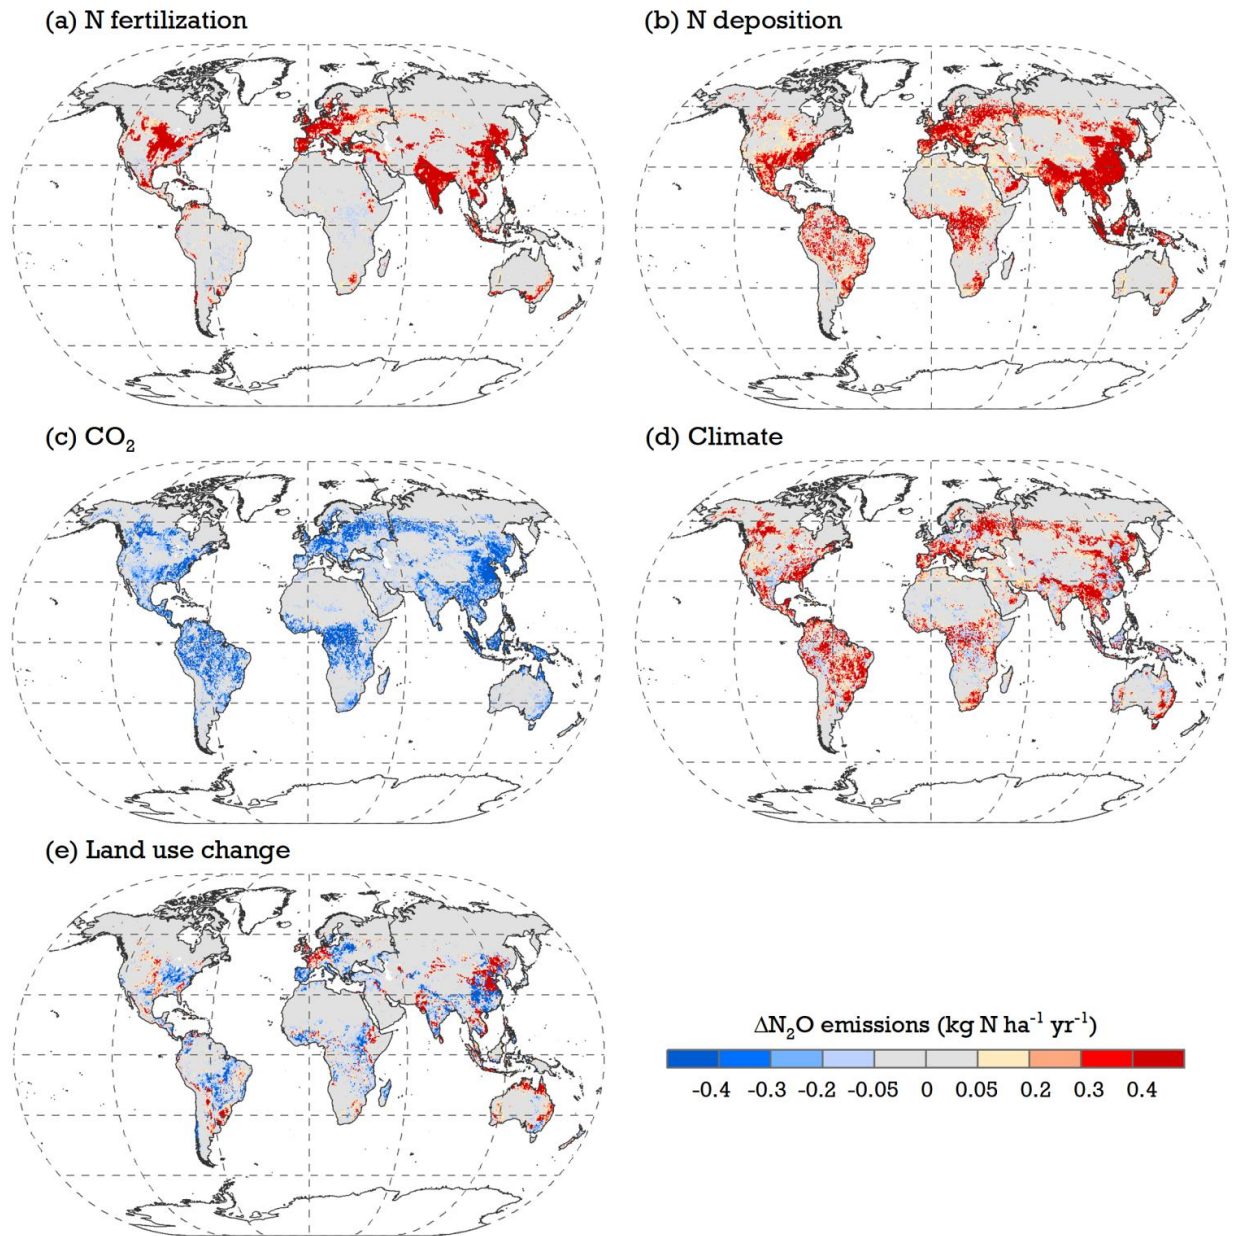 (a) N fertilization
(b) N deposition
(c) CO₂
(d) Climate
(e) Land use change
ΔN₂O emissions (kg N ha⁻¹ yr⁻¹)
-0.4 -0.3 -0.2 -0.05 0 0.05 0.2 0.3 0.4